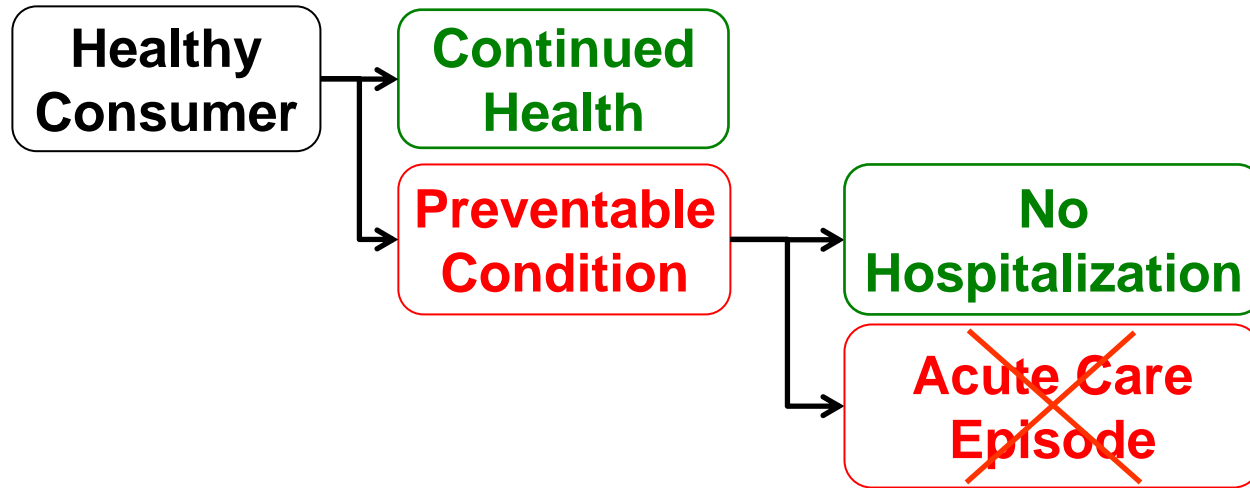 Healthy
Consumer
Continued
Health
Preventable
Condition
No
Hospitalization
Acute Care
Episode